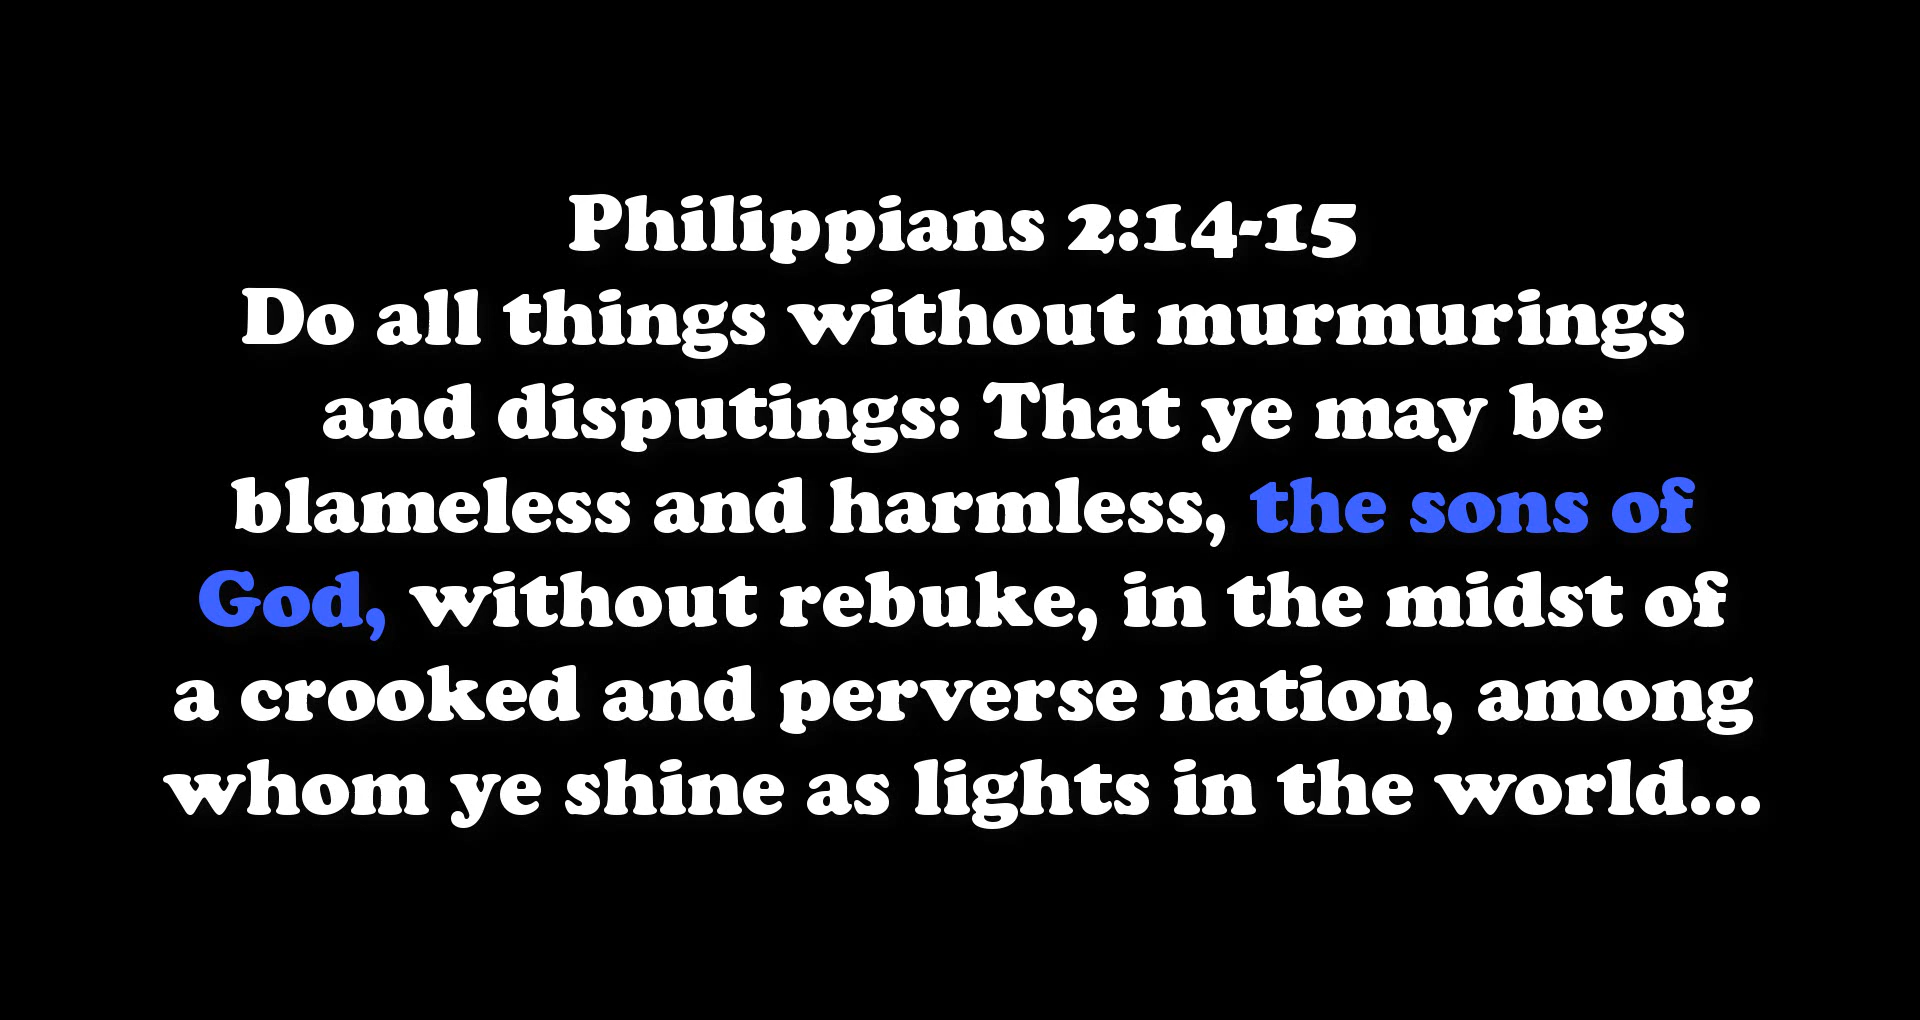 Philippians 2:14-15
Do all things without murmurings
and disputings: That ye may be
blameless and harmless, the sons of
God, without rebuke, in the midst of
a crooked and perverse nation, among
whom ye shine as lights in the world...